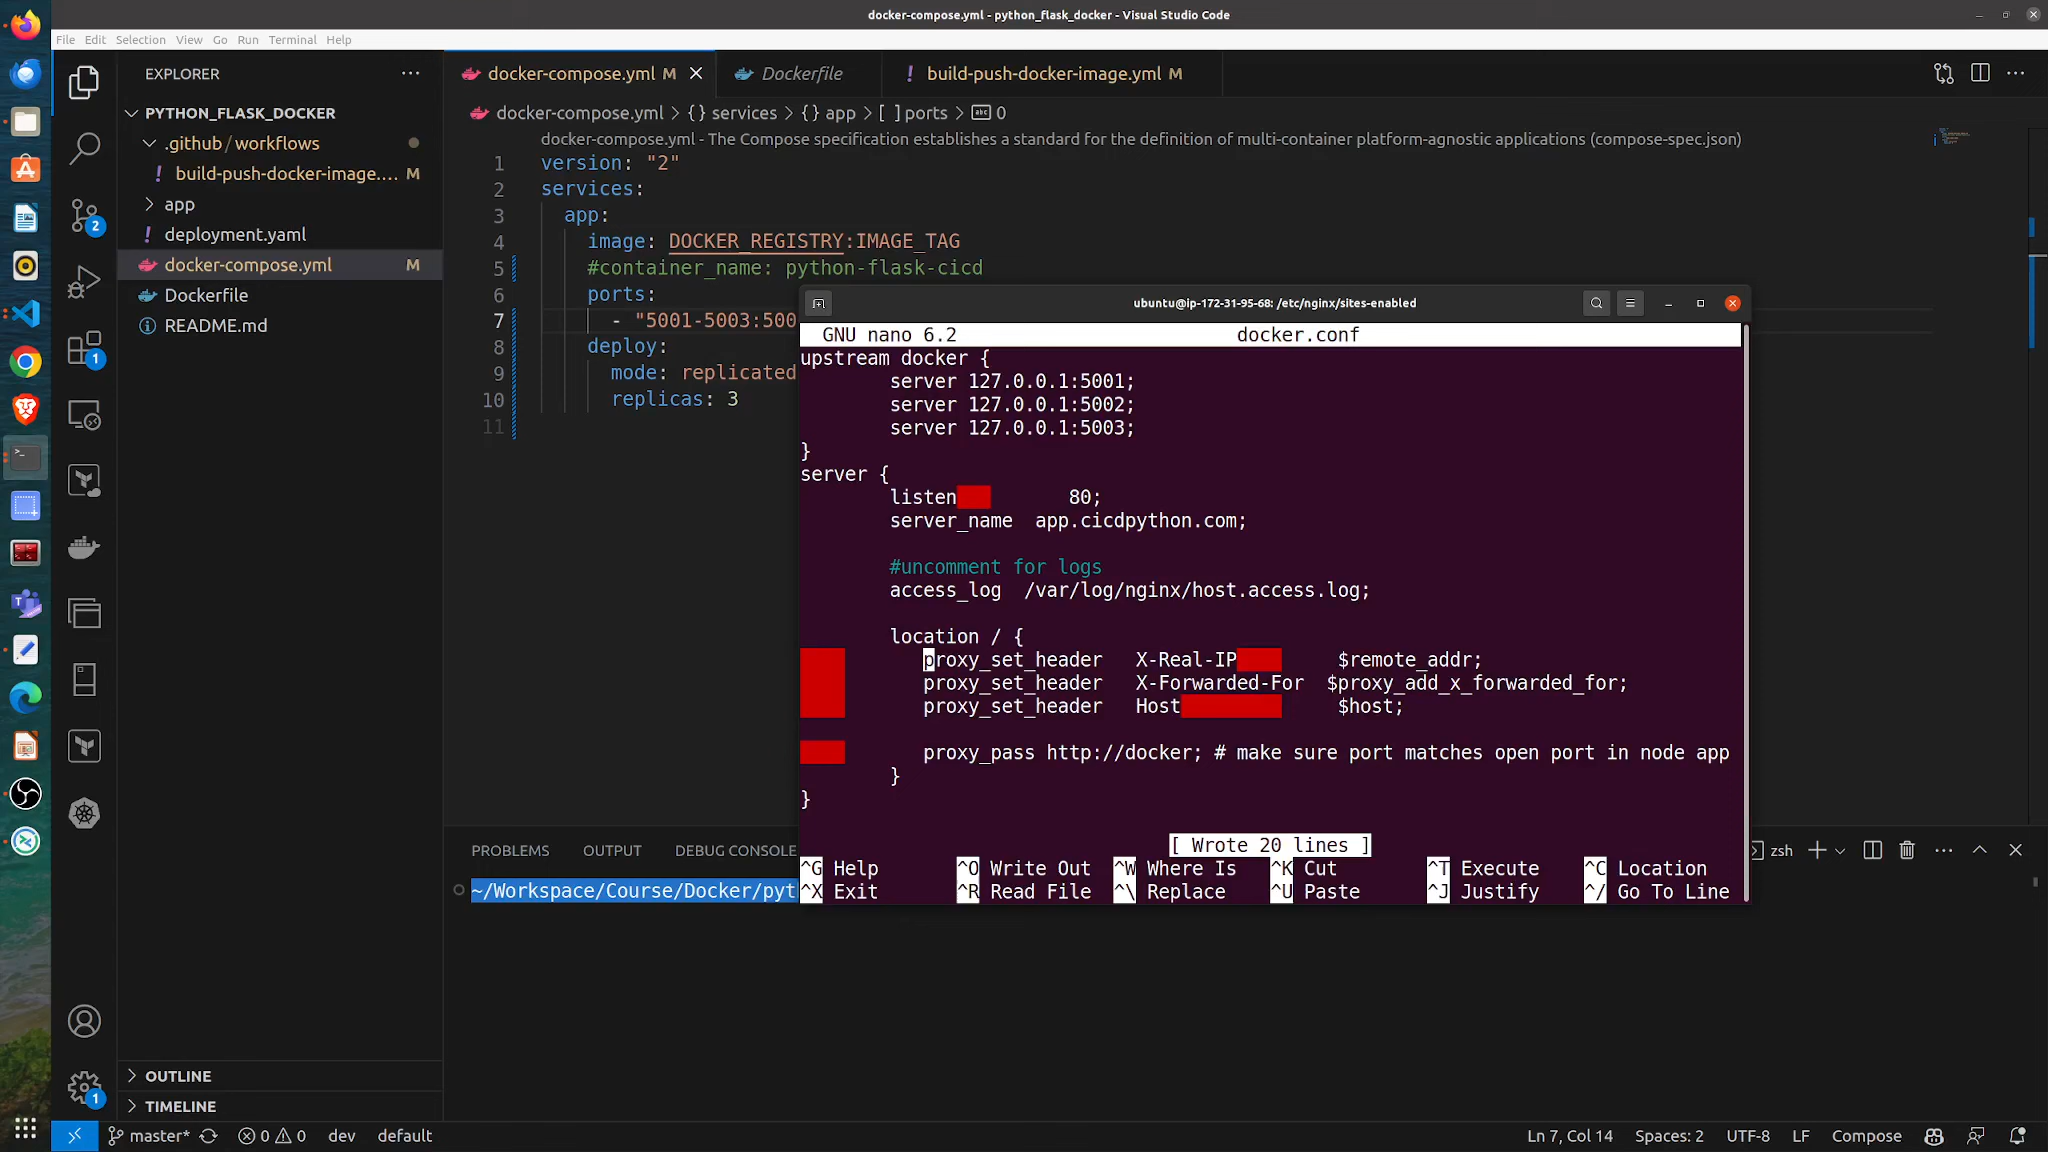 docker-compose.yml - python_flask_docker - Visual Studio Code
File Edit Selection View Go Run Terminal Help
EXPLORER
docker-compose.yml M
Dockerfile
! build-push-docker-image.yml M
PYTHON_FLASK_DOCKER
docker-compose.yml > {} services > {} app > [ ] ports > abc 0
.github / workflows
docker-compose.yml - The Compose specification establishes a standard for the definition of multi-container platform-agnostic applications (compose-spec.json)
! build-push-docker-image.... M
app
! deployment.yaml
docker-compose.yml M
Dockerfile
README.md
1 version: "2"
2 services:
3 app:
4 image: DOCKER_REGISTRY:IMAGE_TAG
5 #container_name: python-flask-cicd
6 ports:
7 - "5001-5003:500
8 deploy:
9 mode: replicated
10 replicas: 3
11
2
1
ubuntu@ip-172-31-95-68: /etc/nginx/sites-enabled
GNU nano 6.2 docker.conf
upstream docker {
server 127.0.0.1:5001;
server 127.0.0.1:5002;
server 127.0.0.1:5003;
}
server {
listen 80;
server_name app.cicdpython.com;
#uncomment for logs
access_log /var/log/nginx/host.access.log;
location / {
proxy_set_header X-Real-IP $remote_addr;
proxy_set_header X-Forwarded-For $proxy_add_x_forwarded_for;
proxy_set_header Host $host;
proxy_pass http://docker; # make sure port matches open port in node app
}
}
[ Wrote 20 lines ]
^G Help ^O Write Out ^W Where Is ^K Cut ^T Execute ^C Location
^X Exit ^R Read File ^\ Replace ^U Paste ^J Justify ^/ Go To Line
PROBLEMS OUTPUT DEBUG CONSOLE
zsh
~/Workspace/Course/Docker/pyt
OUTLINE
TIMELINE
1
master* 0 0 dev default
Ln 7, Col 14 Spaces: 2 UTF-8 LF Compose